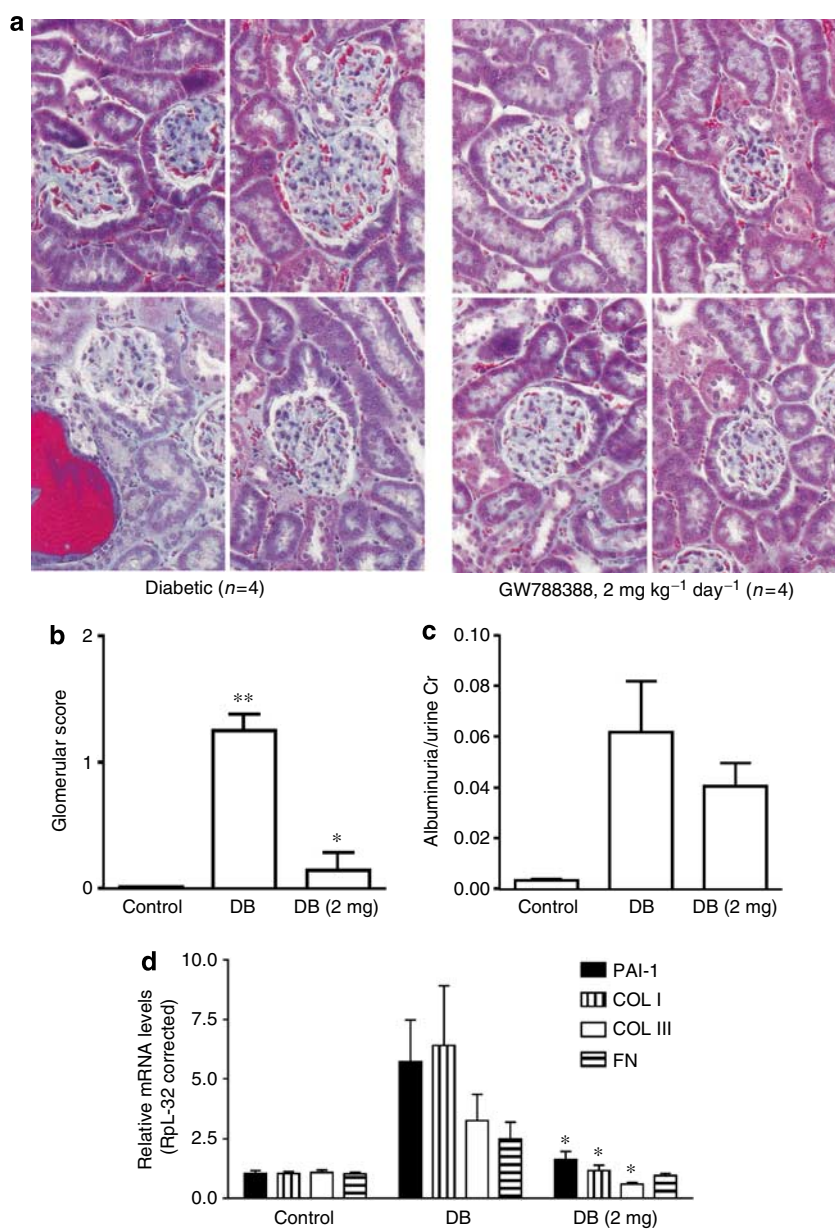 a
Diabetic (n=4)
GW788388, 2 mg kg⁻¹ day⁻¹ (n=4)
b
Glomerular score
2
1
0
**
*
Control
DB
DB (2 mg)
c
Albuminuria/urine Cr
0.10
0.08
0.06
0.04
0.02
0.00
Control
DB
DB (2 mg)
d
Relative mRNA levels
(RpL-32 corrected)
10.0
7.5
5.0
2.5
0.0
PAI-1
COL I
COL III
FN
* * *
Control
DB
DB (2 mg)